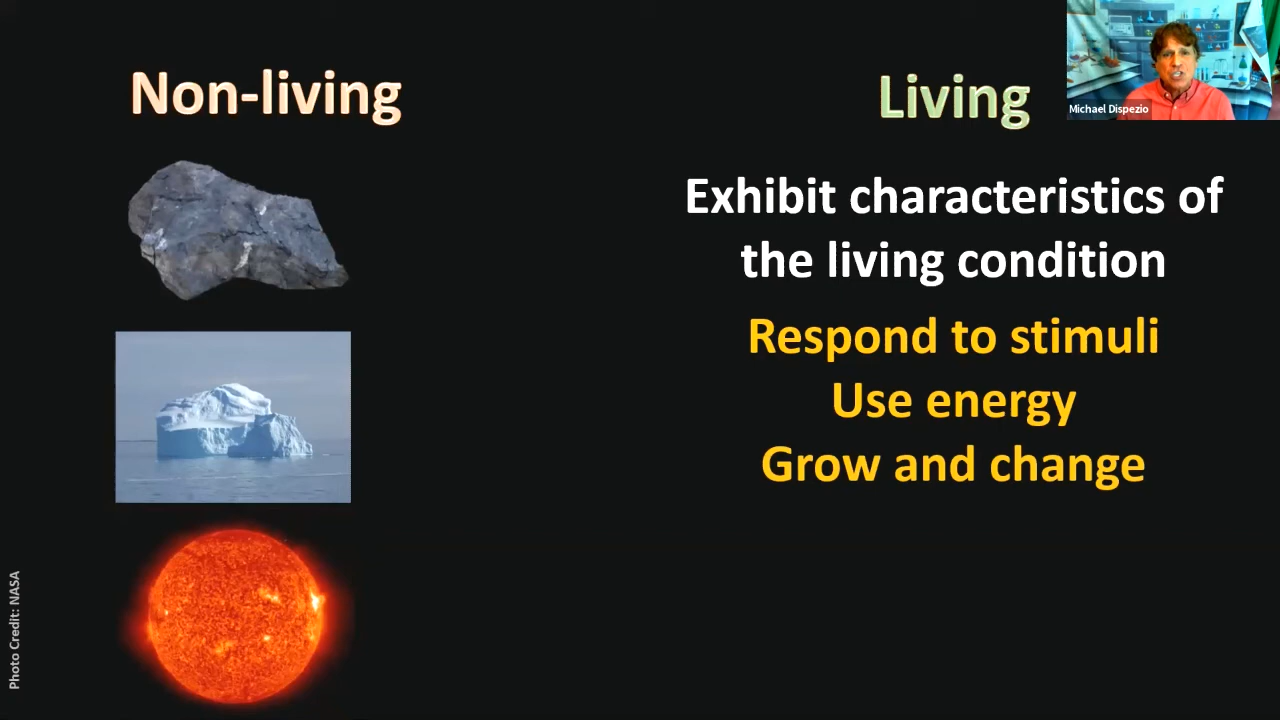 Non-living
Living
Michael Dispezio
Exhibit characteristics of
the living condition
Respond to stimuli
Use energy
Grow and change
Photo Credit: NASA